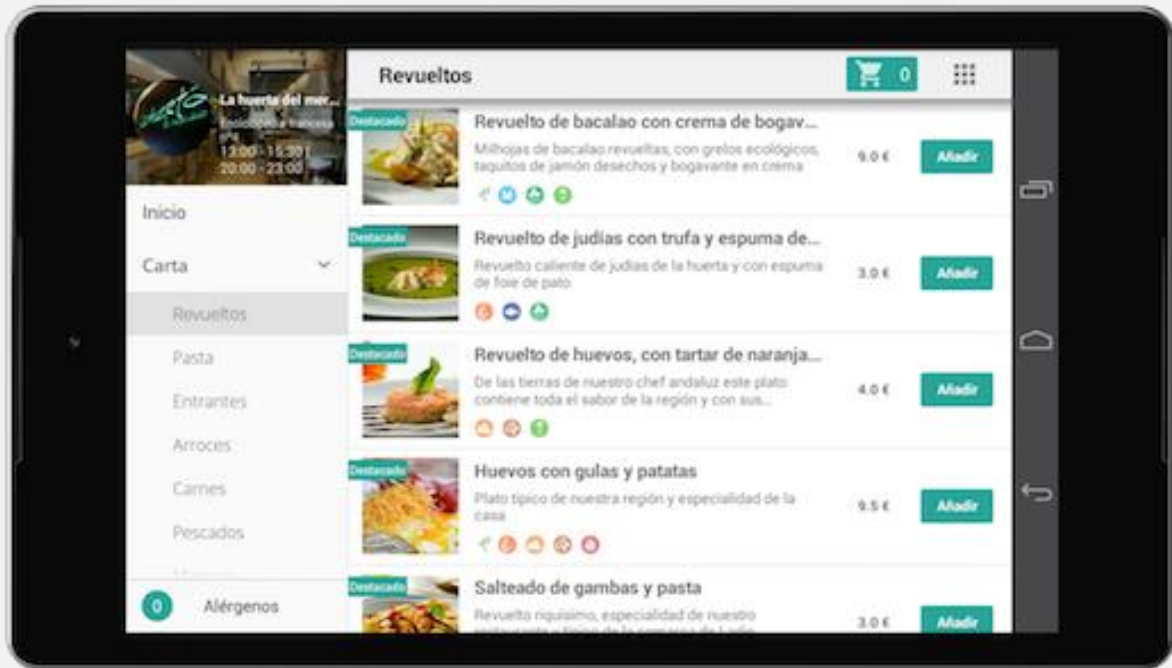 La huerta del mer...
13:00 - 16:30 |
20:00 - 23:00
Inicio
Carta
Revueltos
Pasta
Entrantes
Arroces
Carnes
Pescados
0 Alérgenos
Revueltos
0
Destacado
Revuelto de bacalao con crema de bogav...
Milhojas de bacalao revueltas, con grelos ecológicos,
taquitos de jamón desechos y bogavante en crema
9.0 €
Añadir
Destacado
Revuelto de judías con trufa y espuma de...
Revuelto caliente de judías de la huerta y con espuma
de foie de pato
3.0 €
Añadir
Destacado
Revuelto de huevos, con tartar de naranja...
De las tierras de nuestro chef andaluz este plato
contiene toda el sabor de la región y con sus...
4.0 €
Añadir
Destacado
Huevos con gulas y patatas
Plato típico de nuestra región y especialidad de la
casa
9.5 €
Añadir
Destacado
Salteado de gambas y pasta
Revuelto riquísimo, especialidad de nuestro
3.0 €
Añadir